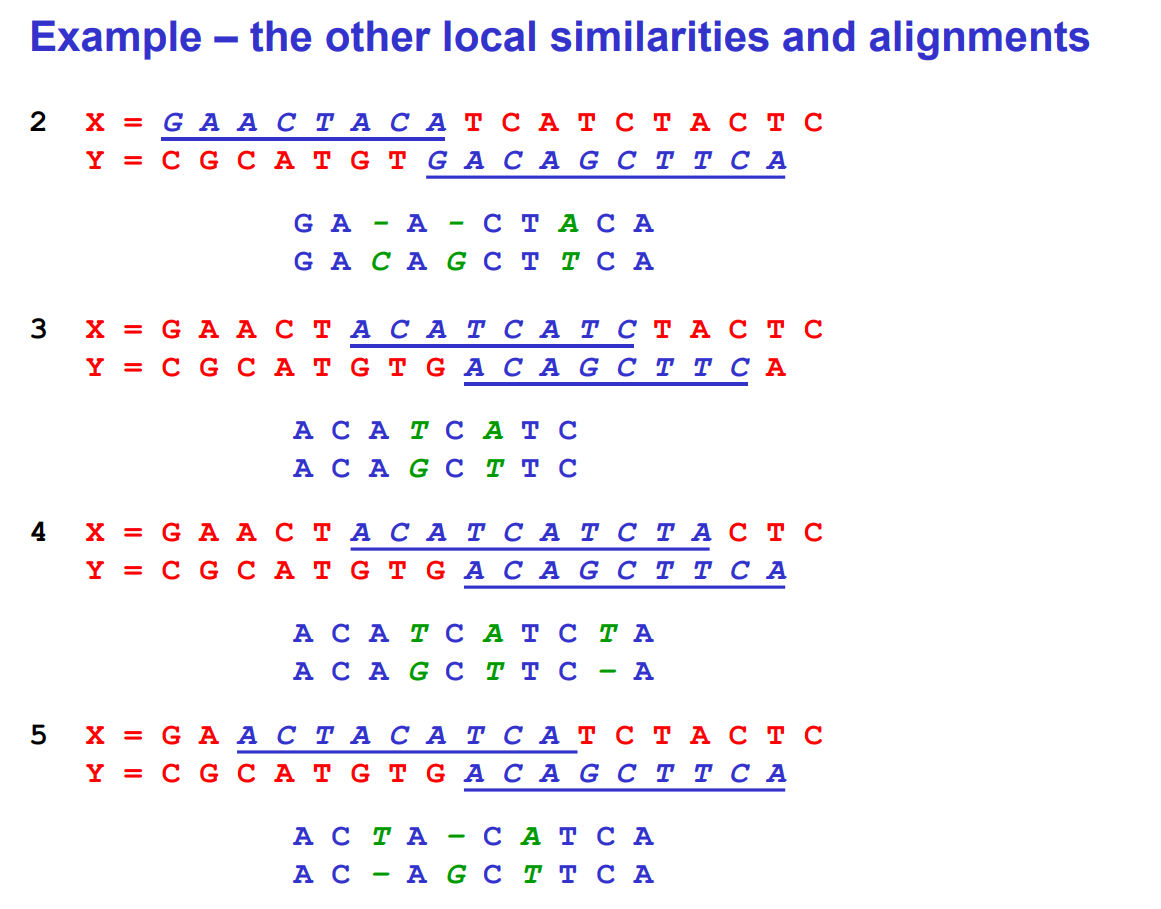 Example – the other local similarities and alignments
2 X = G A A C T A C A T C A T C T A C T C
Y = C G C A T G T G A C A G C T T C A
G A - A - C T A C A
G A C A G C T T C A
3 X = G A A C T A C A T C A T C T A C T C
Y = C G C A T G T G A C A G C T T C A
A C A T C A T C
A C A G C T T C
4 X = G A A C T A C A T C A T C T A C T C
Y = C G C A T G T G A C A G C T T C A
A C A T C A T C T A
A C A G C T T C - A
5 X = G A A C T A C A T C A T C T A C T C
Y = C G C A T G T G A C A G C T T C A
A C T A - C A T C A
A C - A G C T T C A